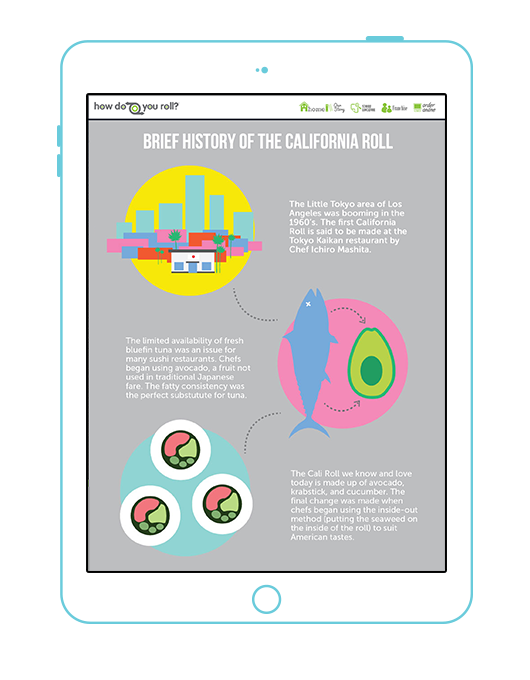 how do you roll?
Our Story
order online
BRIEF HISTORY OF THE CALIFORNIA ROLL
The Little Tokyo area of Los
Angeles was booming in the
1960's. The first California
Roll is said to be made at the
Tokyo Kaikan restaurant by
Chef Ichiro Mashita.
The limited availability of fresh
bluefin tuna was an issue for
many sushi restaurants. Chefs
began using avocado, a fruit not
used in traditional Japanese
fare. The fatty consistency was
the perfect substutute for tuna.
The Cali Roll we know and love
today is made up of avocado,
krabstick, and cucumber. The
final change was made when
chefs began using the inside-out
method (putting the seaweed on
the inside of the roll) to suit
American tastes.